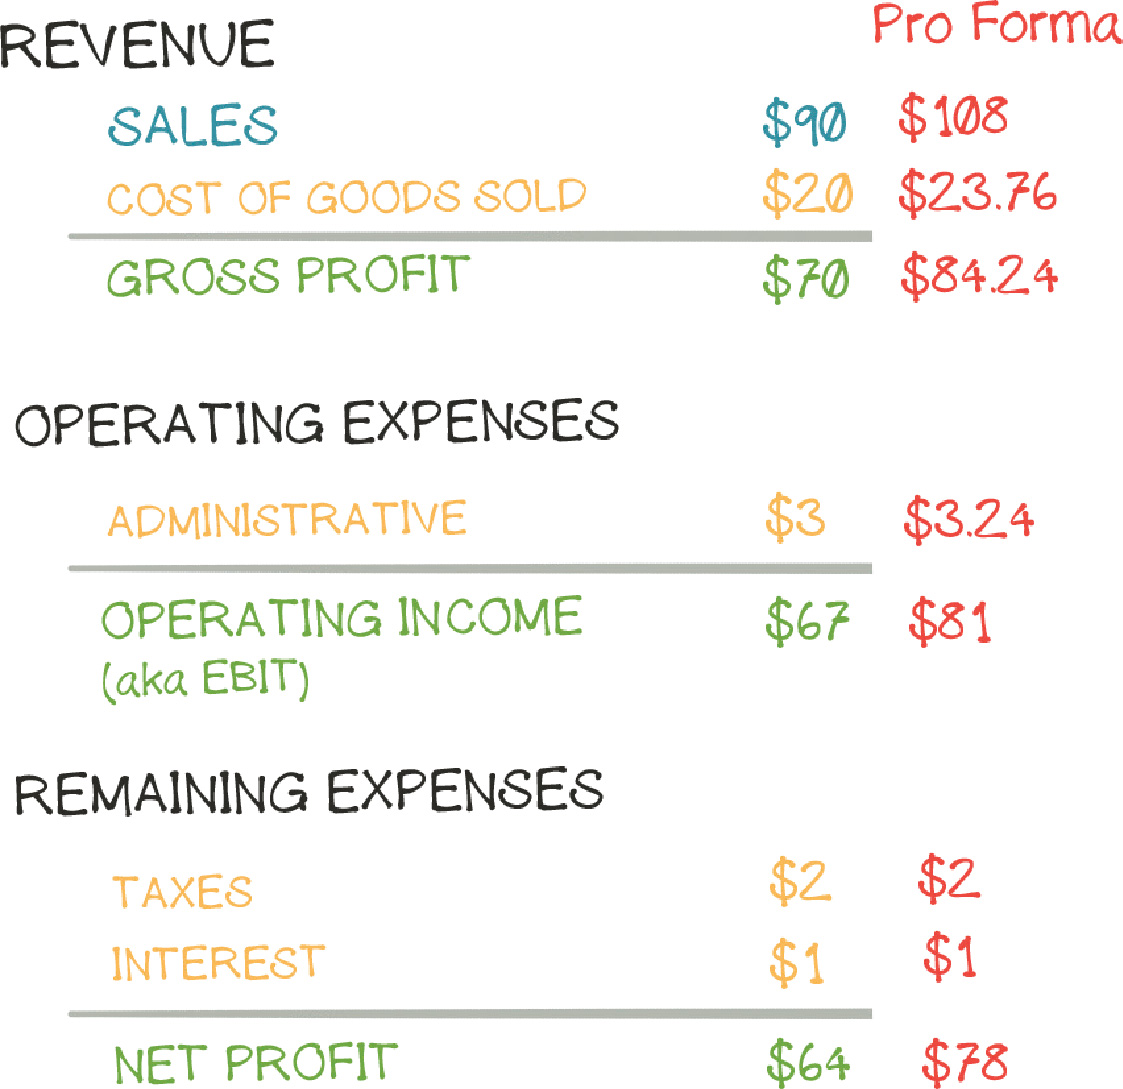 Pro Forma
REVENUE
SALES $90 $108
COST OF GOODS SOLD $20 $23.76
GROSS PROFIT $70 $84.24
OPERATING EXPENSES
ADMINISTRATIVE $3 $3.24
OPERATING INCOME $67 $81
(aka EBIT)
REMAINING EXPENSES
TAXES $2 $2
INTEREST $1 $1
NET PROFIT $64 $78